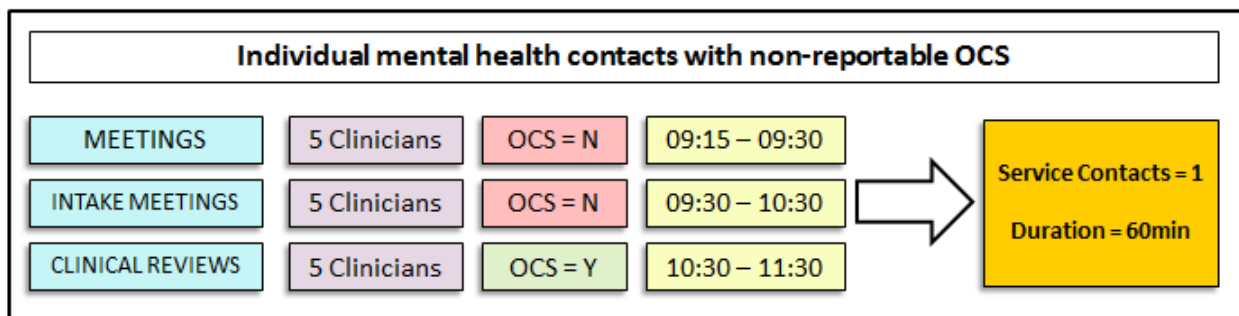 Individual mental health contacts with non-reportable OCS
MEETINGS 5 Clinicians OCS = N 09:15 – 09:30
INTAKE MEETINGS 5 Clinicians OCS = N 09:30 – 10:30
CLINICAL REVIEWS 5 Clinicians OCS = Y 10:30 – 11:30
Service Contacts = 1
Duration = 60min